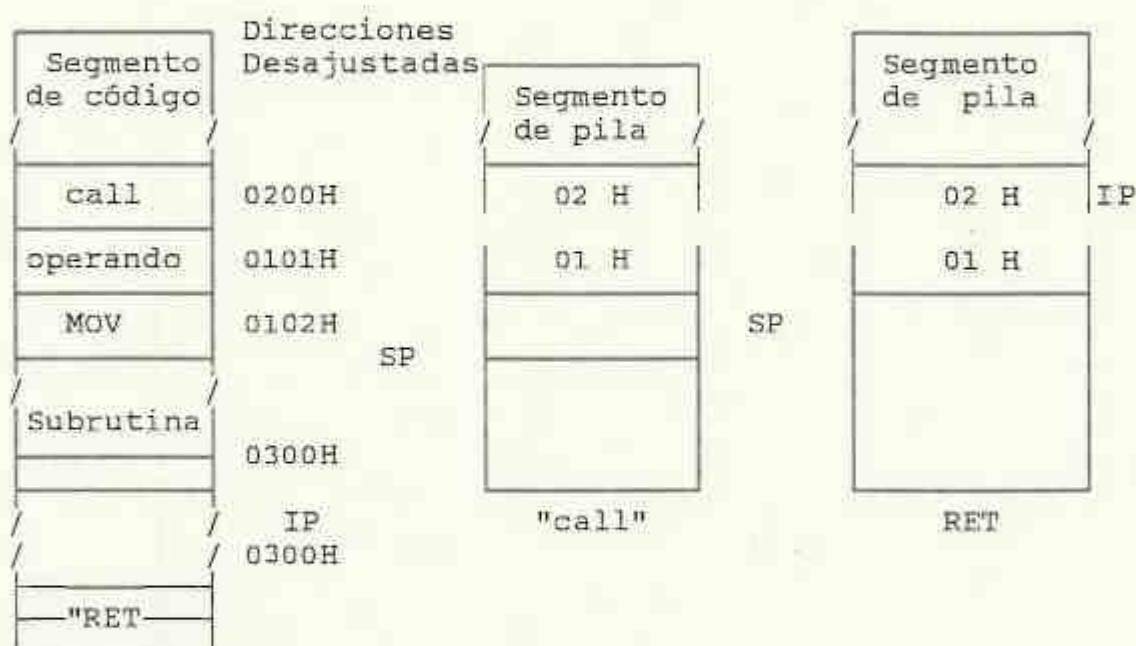 Direcciones
Desajustadas
Segmento
de código
call 0200H
operando 0101H
MOV 0102H
Subrutina
0300H
IP
0300H
"RET
Segmento
de pila
02 H
01 H
SP
"call"
Segmento
de pila
02 H IP
01 H
SP
RET